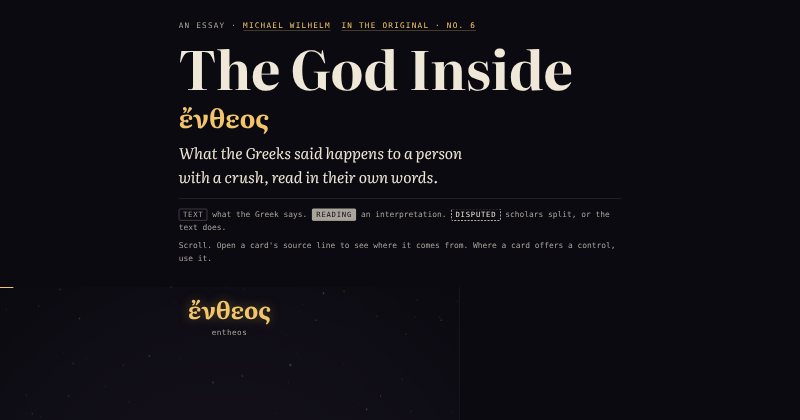 AN ESSAY · MICHAEL WILHELM IN THE ORIGINAL · NO. 6
The God Inside
ἔνθεος
What the Greeks said happens to a person
with a crush, read in their own words.
TEXT what the Greek says. READING an interpretation. DISPUTED scholars split, or the
text does.
Scroll. Open a card's source line to see where it comes from. Where a card offers a control,
use it.
ἔνθεος
entheos